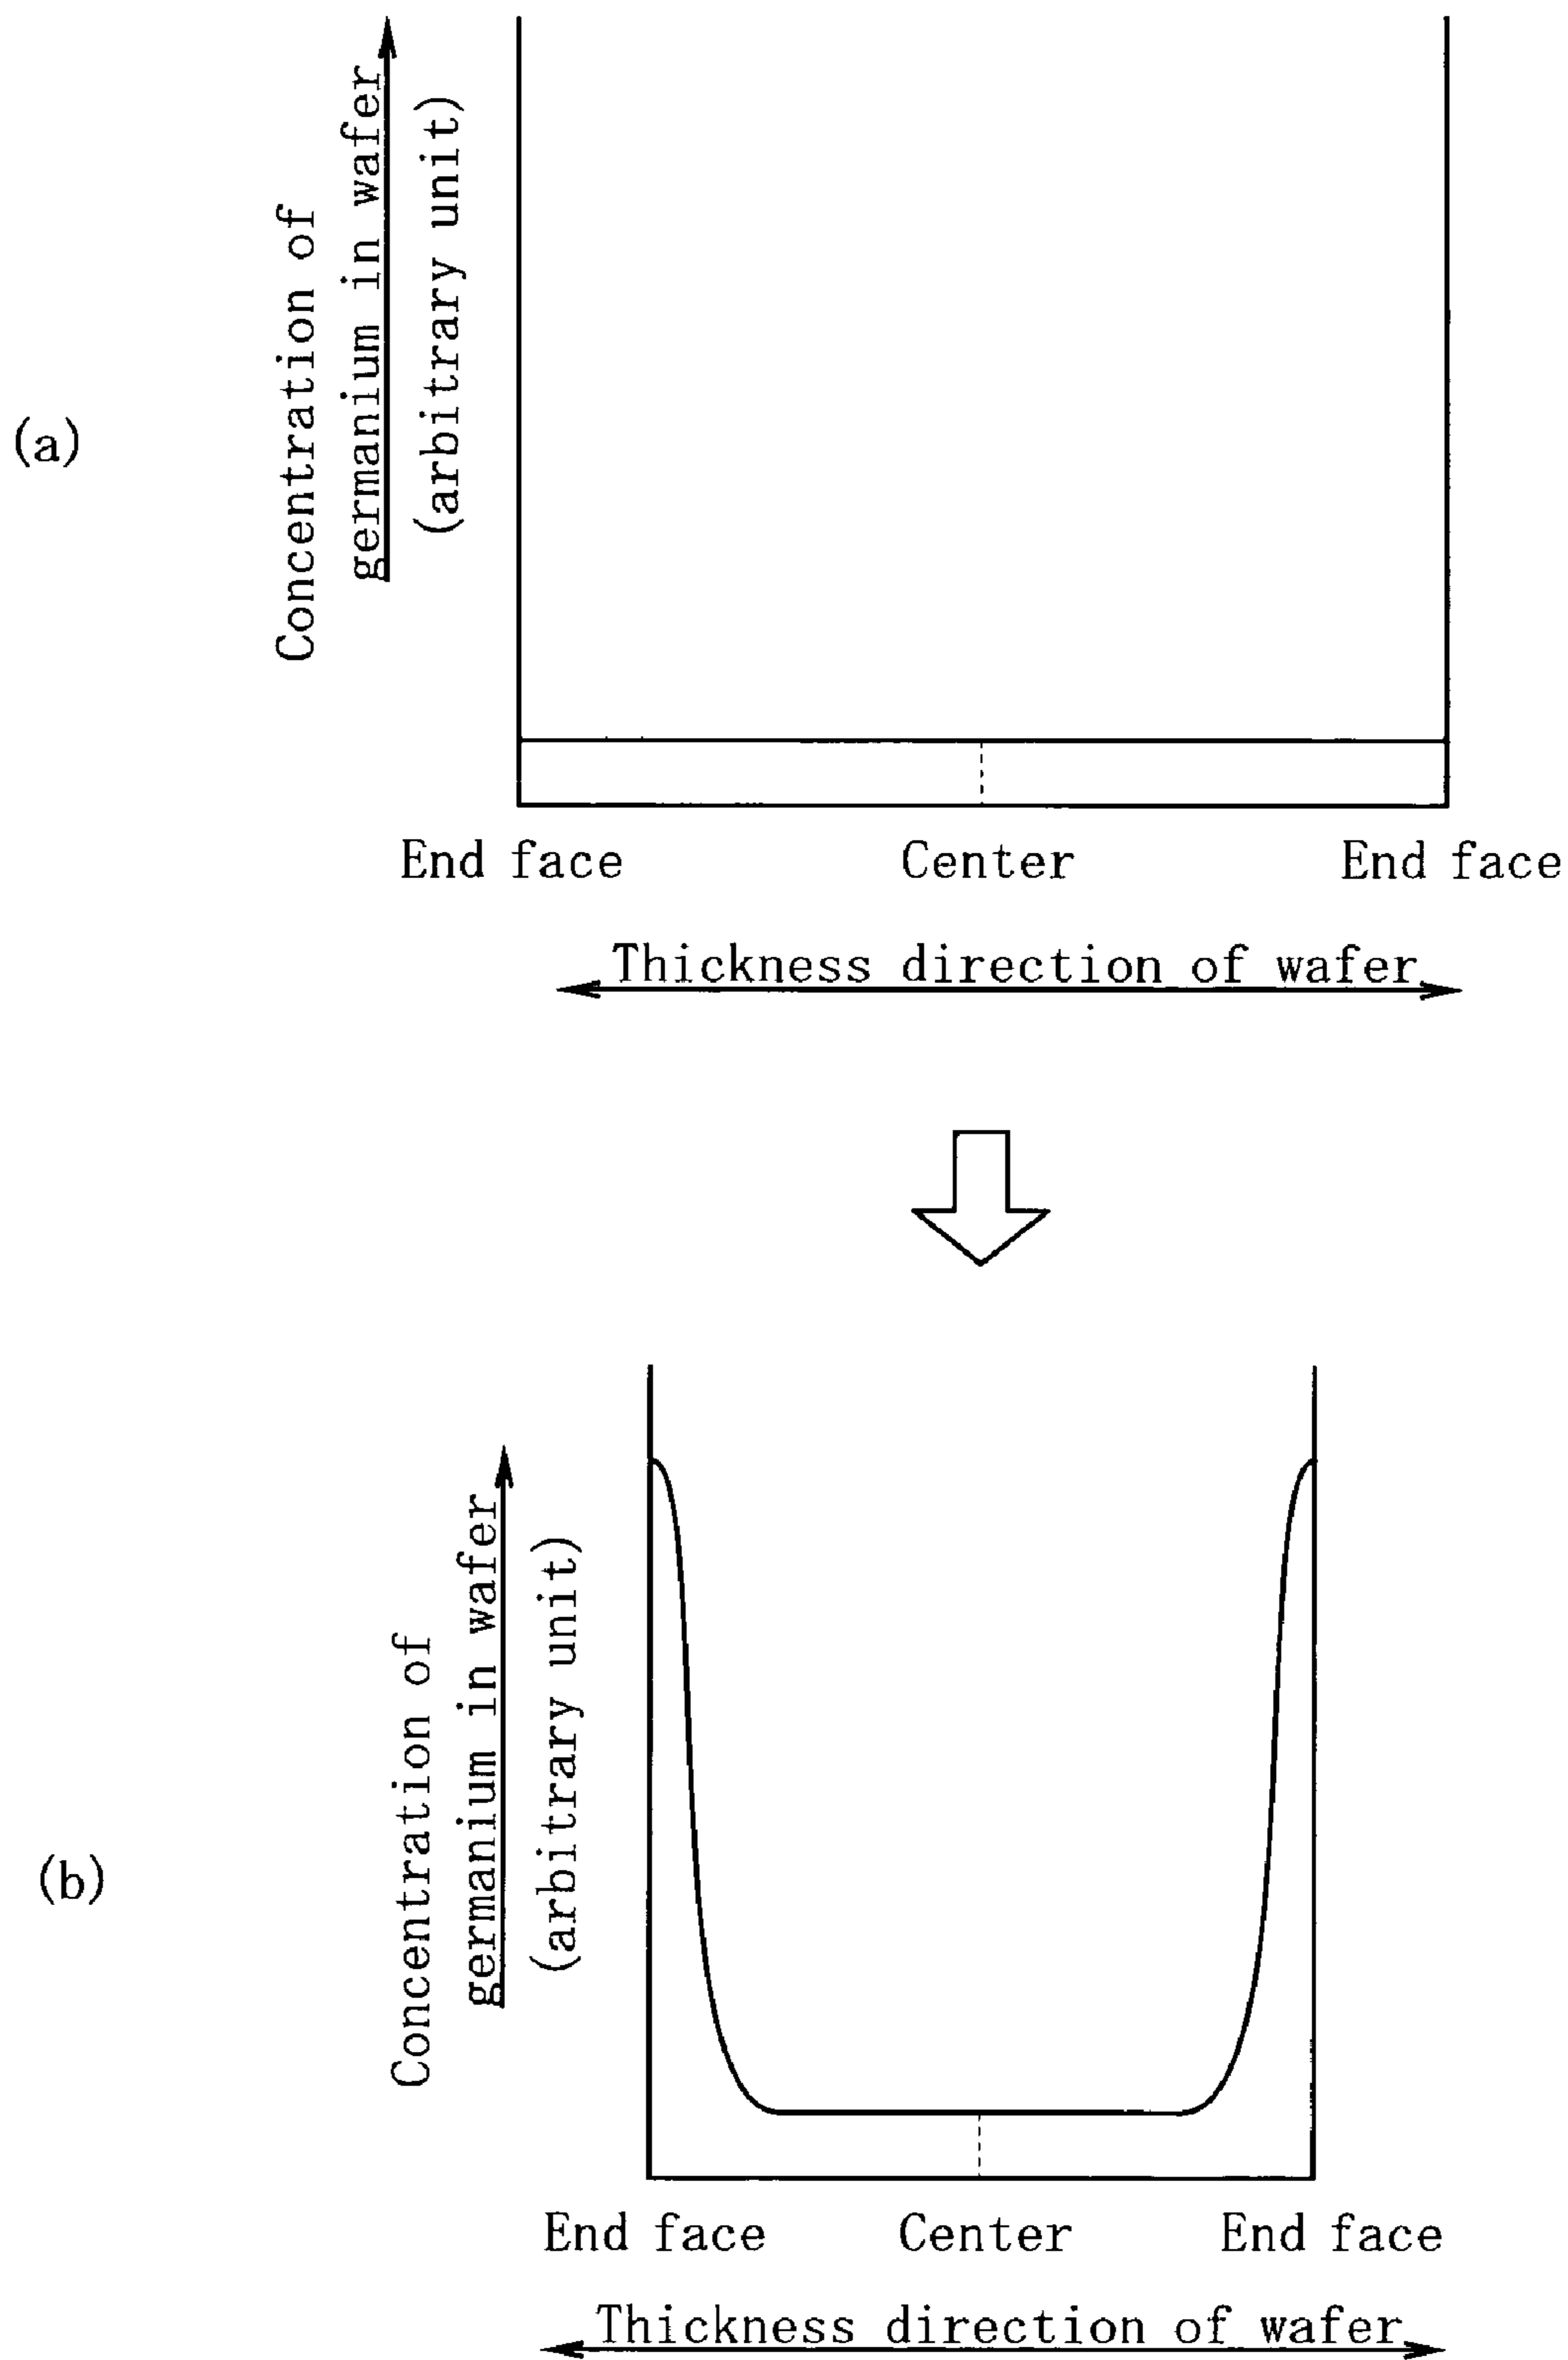 (a)
Concentration of
germanium in wafer
(arbitrary unit)
End face Center End face
Thickness direction of wafer
(b)
Concentration of
germanium in wafer
(arbitrary unit)
End face Center End face
Thickness direction of wafer